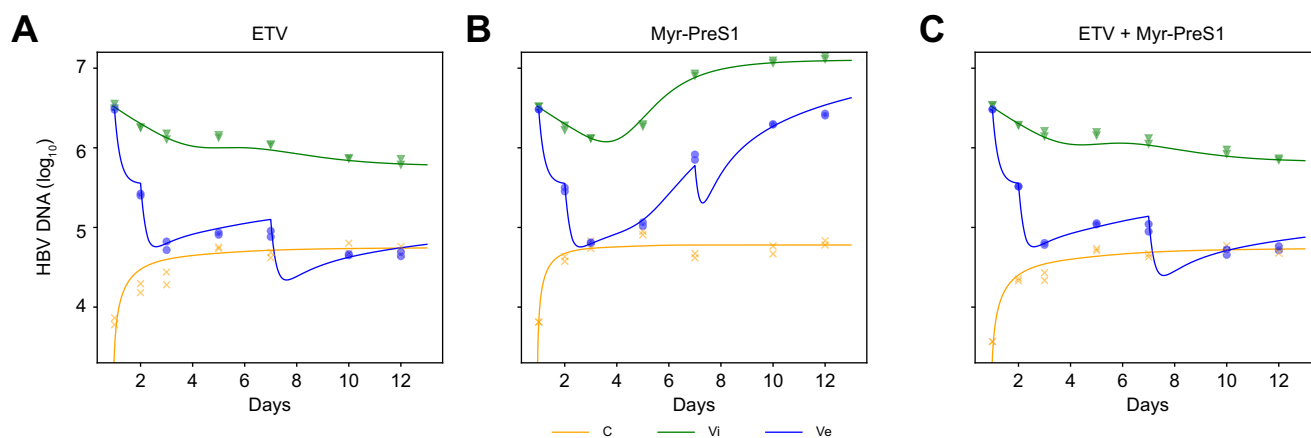 A
ETV
B
Myr-PreS1
C
ETV + Myr-PreS1
HBV DNA (log10)
7
6
5
4
2 4 6 8 10 12
2 4 6 8 10 12
2 4 6 8 10 12
Days
Days
Days
C Vi Ve